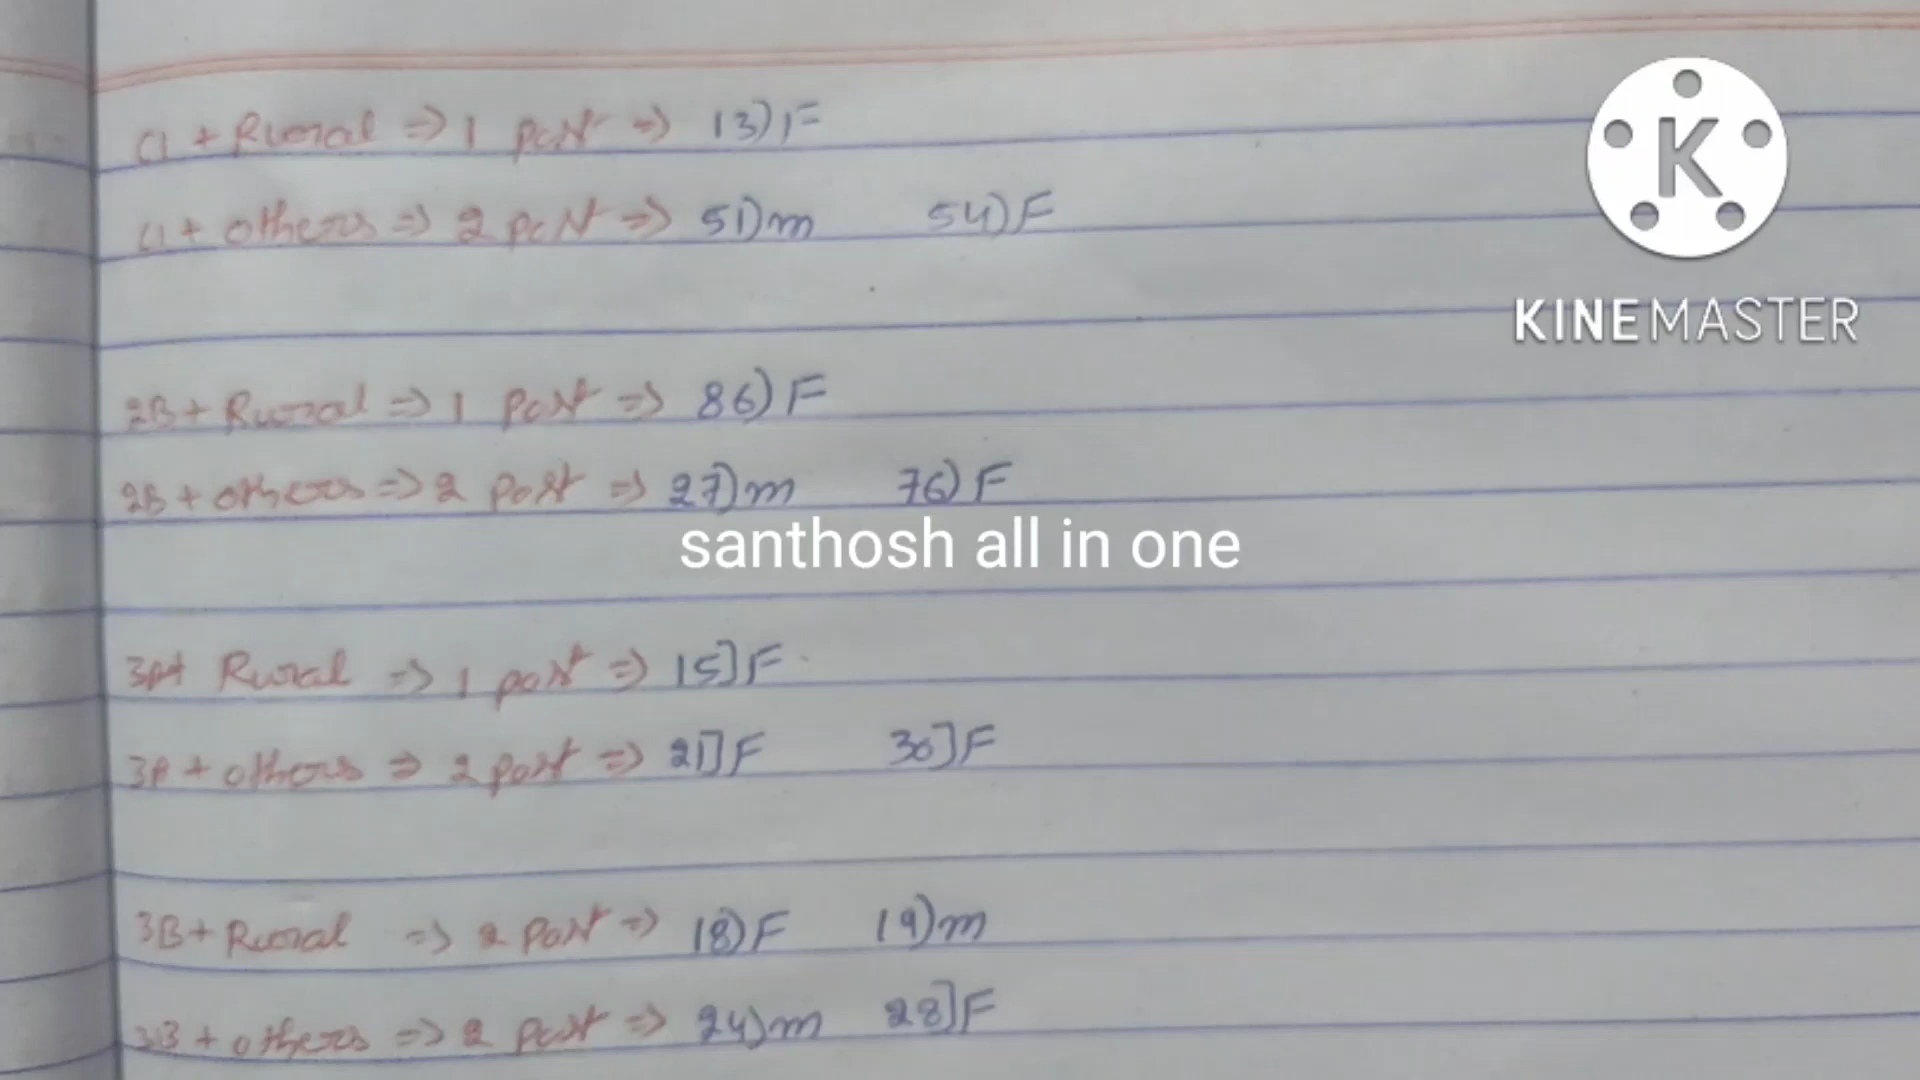 C1 + Rural => 1 post => 13) F
C1 + others => 2 post => 51) m 54) F
KINEMASTER
2B + Rural => 1 post => 86) F
2B + others => 2 post => 27) m 76) F
santhosh all in one
3A+ Rural => 1 post => 15] F
3A + others => 2 post => 21] F 30] F
3B + Rural => 2 post => 18) F 19) m
3B + others => 2 post => 24) m 28] F